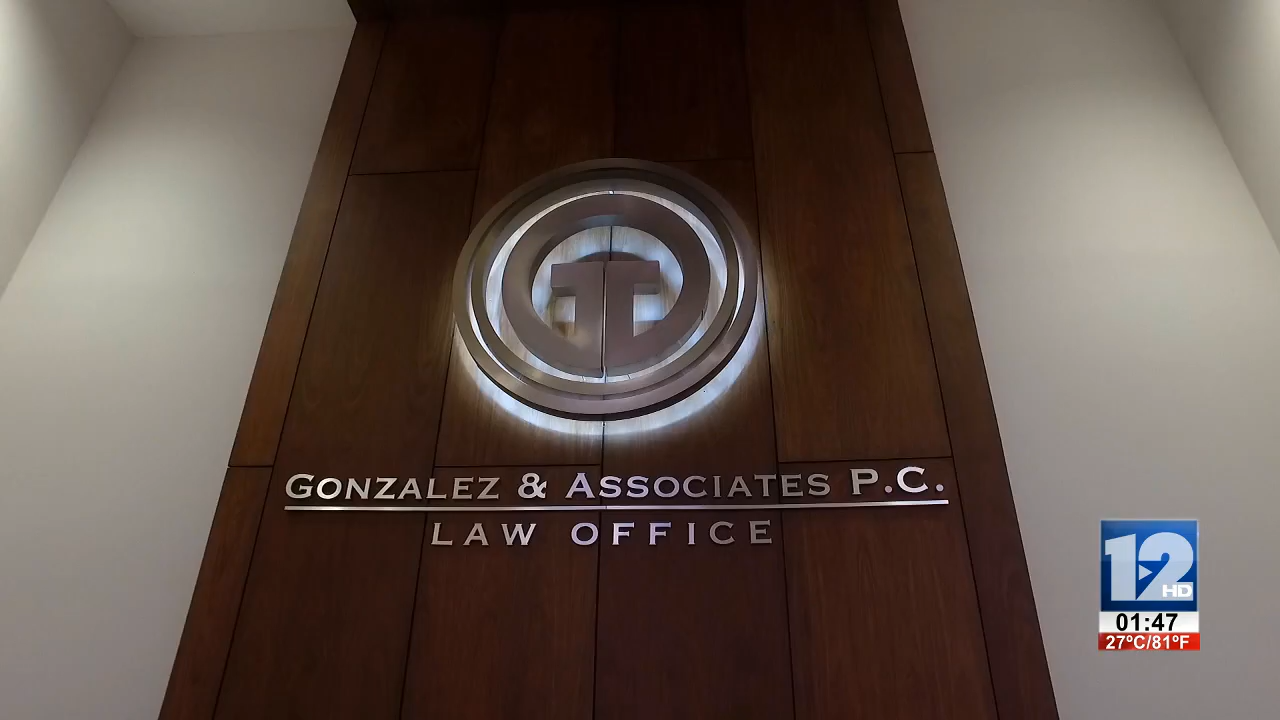 GONZALEZ & ASSOCIATES P.C.
LAW OFFICE
12
HD
01:47
27°C/81°F